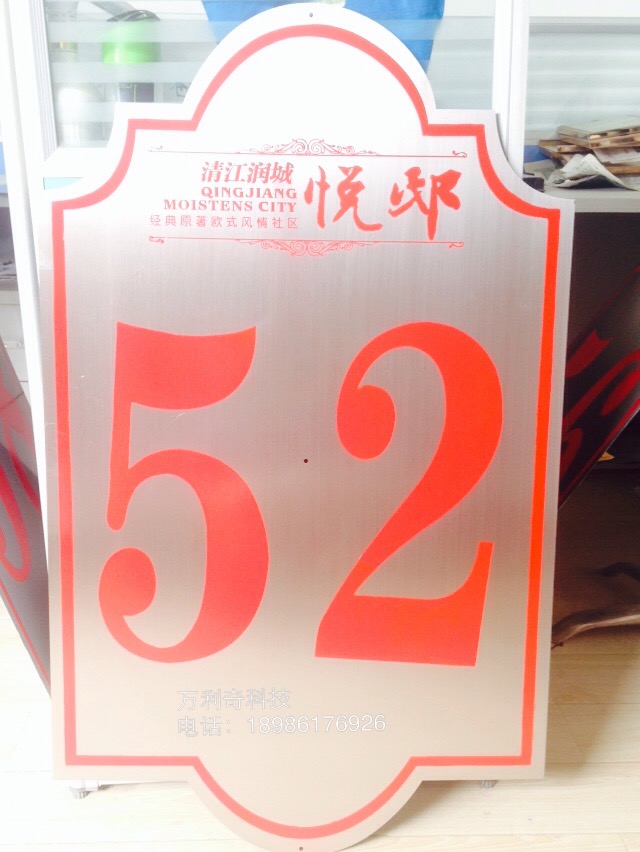 清江润城
QINGJIANG
MOISTENS CITY
经典原著欧式风情社区
悦邸
52
万利奇科技
电话：18986176926